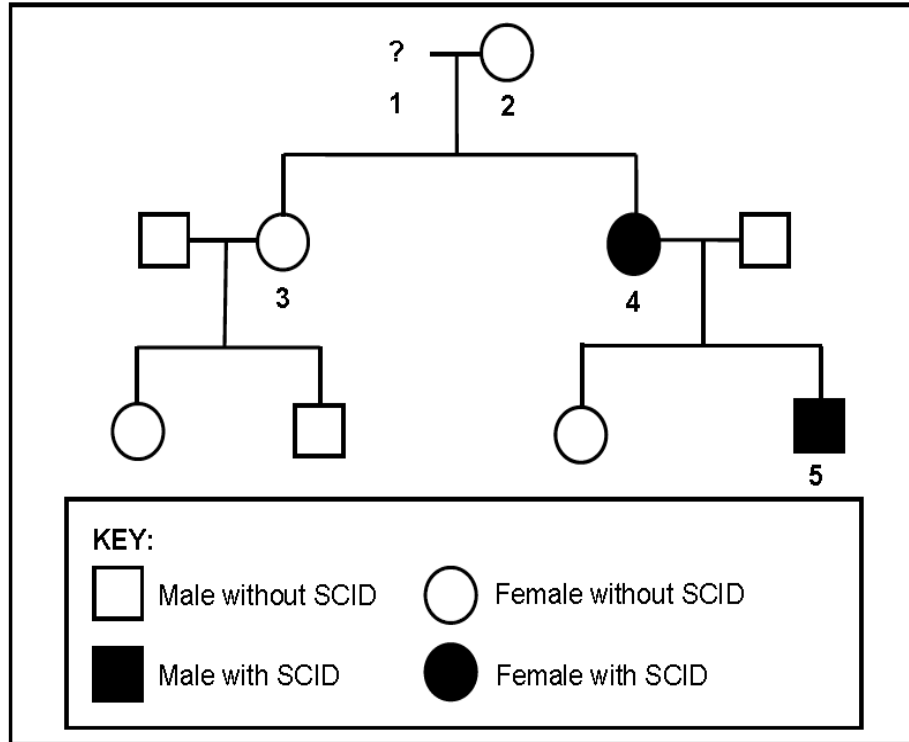 ?
1 2
3
4
5
KEY:
Male without SCID Female without SCID
Male with SCID Female with SCID